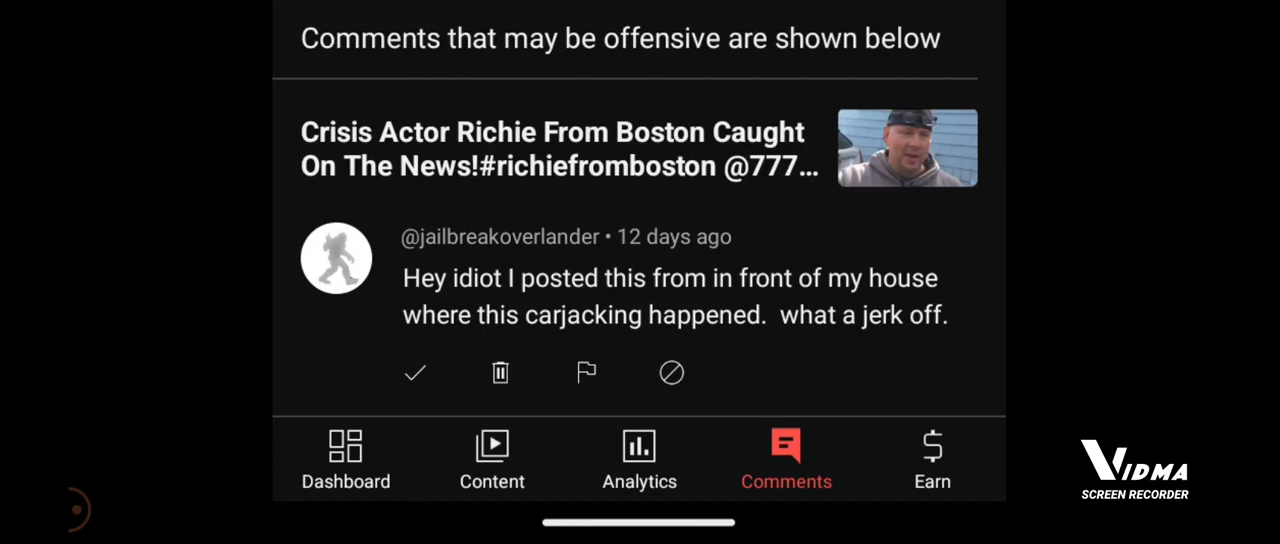 Comments that may be offensive are shown below
Crisis Actor Richie From Boston Caught
On The News!#richiefromboston @777...
@jailbreakoverlander • 12 days ago
Hey idiot I posted this from in front of my house
where this carjacking happened.  what a jerk off.
Dashboard
Content
Analytics
Comments
Earn
VIDMA
SCREEN RECORDER